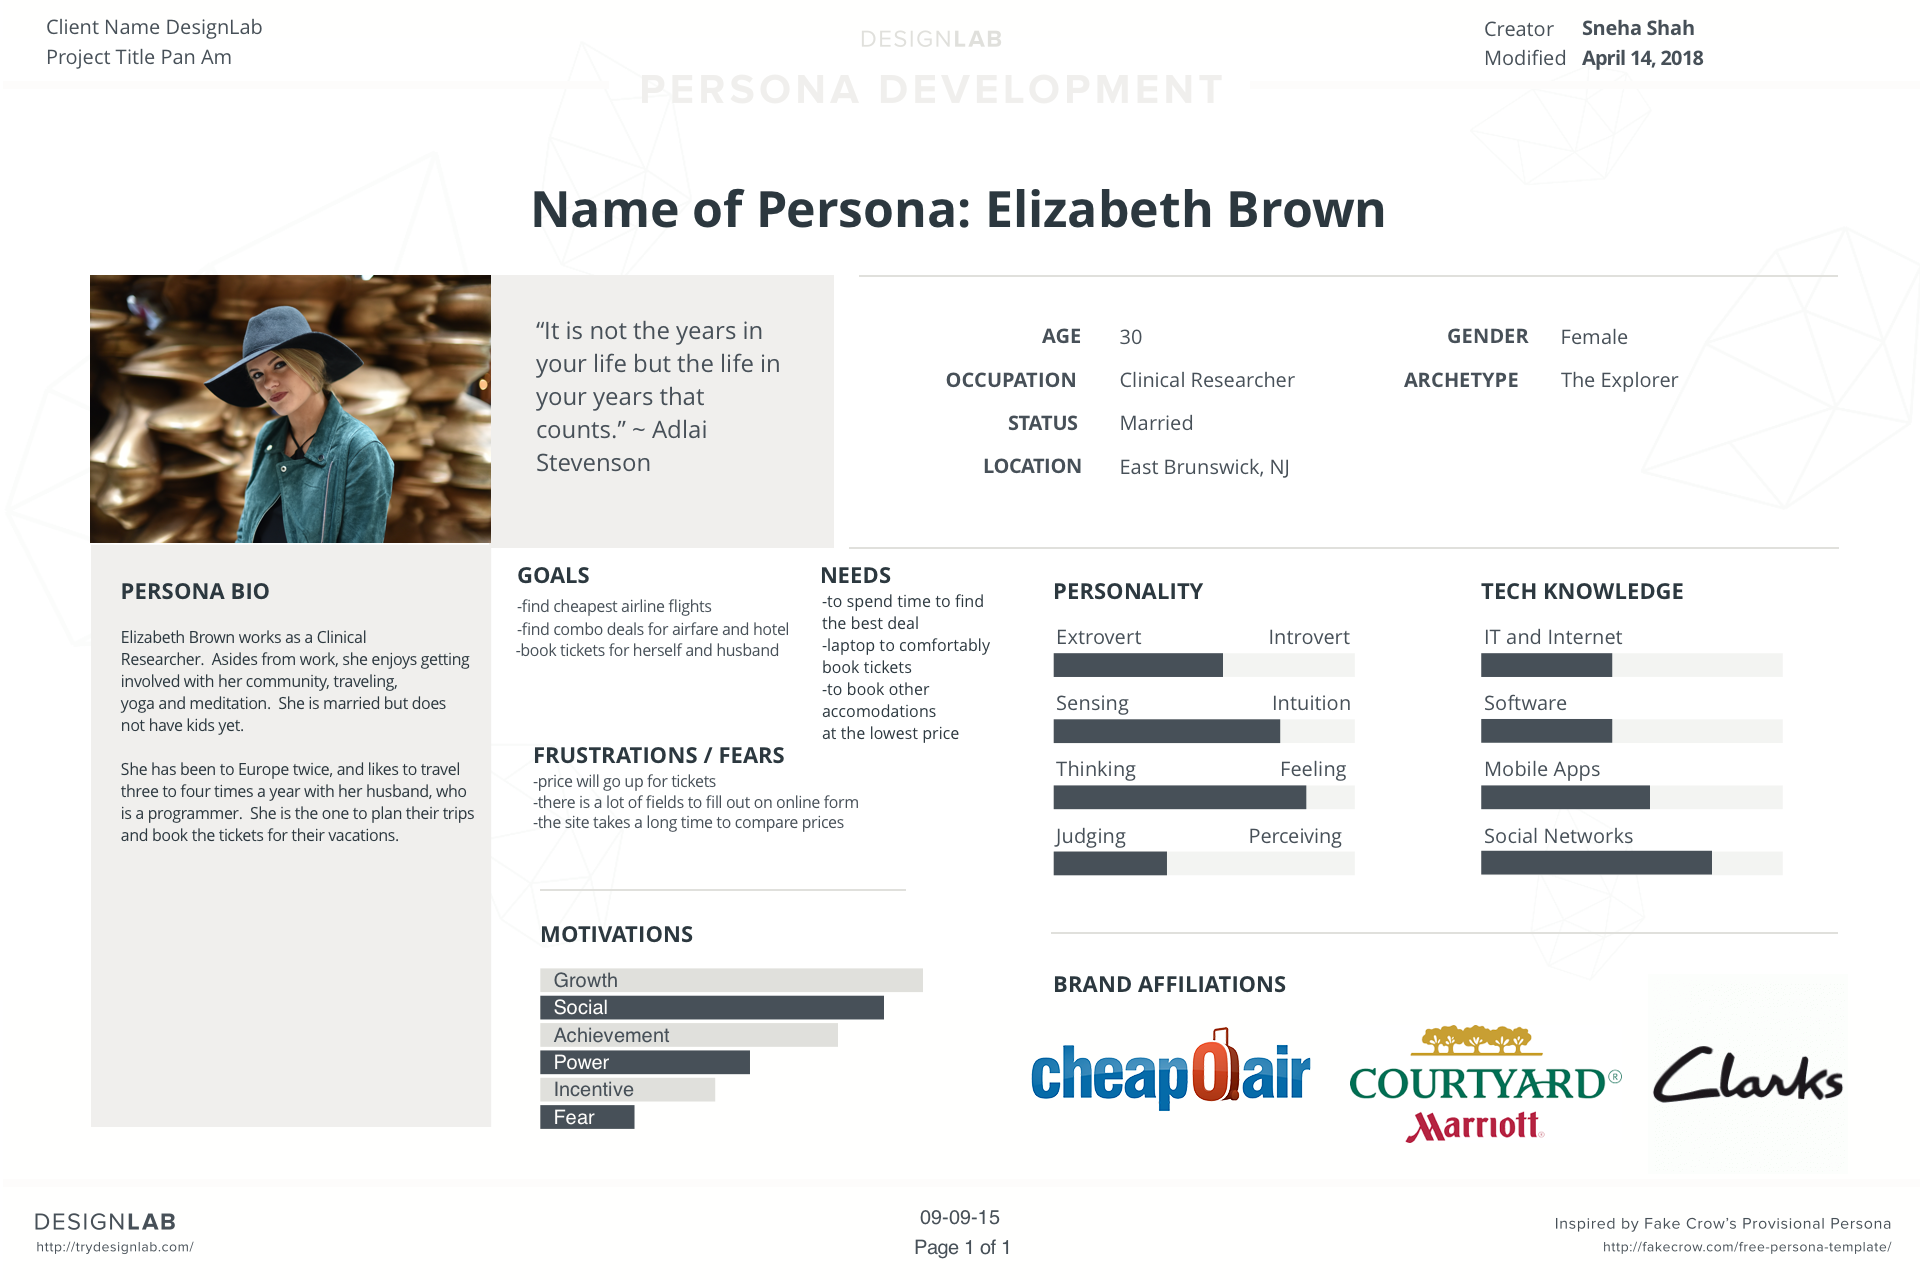 Client Name DesignLab
Project Title Pan Am
DESIGNLAB
PERSONA DEVELOPMENT
Creator Sneha Shah
Modified April 14, 2018
Name of Persona: Elizabeth Brown
“It is not the years in
your life but the life in
your years that
counts.” ~ Adlai
Stevenson
AGE 30
OCCUPATION Clinical Researcher
STATUS Married
LOCATION East Brunswick, NJ
GENDER Female
ARCHETYPE The Explorer
PERSONA BIO
Elizabeth Brown works as a Clinical
Researcher.  Asides from work, she enjoys getting
involved with her community, traveling,
yoga and meditation.  She is married but does
not have kids yet.
She has been to Europe twice, and likes to travel
three to four times a year with her husband, who
is a programmer.  She is the one to plan their trips
and book the tickets for their vacations.
GOALS
-find cheapest airline flights
-find combo deals for airfare and hotel
-book tickets for herself and husband
NEEDS
-to spend time to find
the best deal
-laptop to comfortably
book tickets
-to book other
accomodations
at the lowest price
FRUSTRATIONS / FEARS
-price will go up for tickets
-there is a lot of fields to fill out on online form
-the site takes a long time to compare prices
MOTIVATIONS
Growth
Social
Achievement
Power
Incentive
Fear
PERSONALITY
Extrovert Introvert
Sensing Intuition
Thinking Feeling
Judging Perceiving
TECH KNOWLEDGE
IT and Internet
Software
Mobile Apps
Social Networks
BRAND AFFILIATIONS
cheapOair
COURTYARD®
Marriott®
Clarks
DESIGNLAB
http://trydesignlab.com/
09-09-15
Page 1 of 1
Inspired by Fake Crow’s Provisional Persona
http://fakecrow.com/free-persona-template/